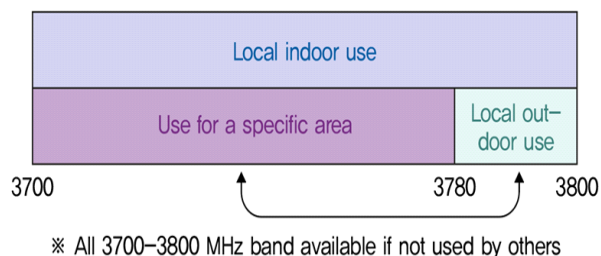 Local indoor use
Use for a specific area
Local out-
door use
3700
3780
3800
※ All 3700-3800 MHz band available if not used by others